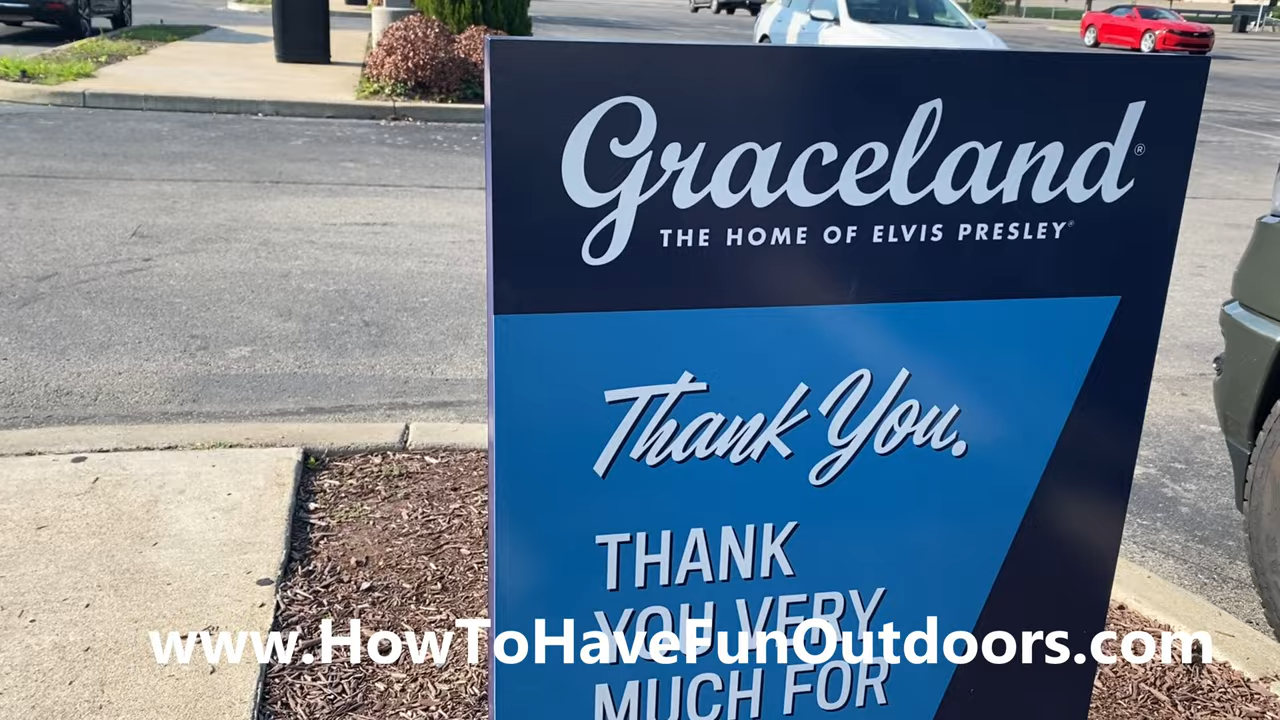 Graceland®
THE HOME OF ELVIS PRESLEY®
Thank You.
THANK
YOU VERY
www.HowToHaveFunOutdoors.com
MUCH FOR